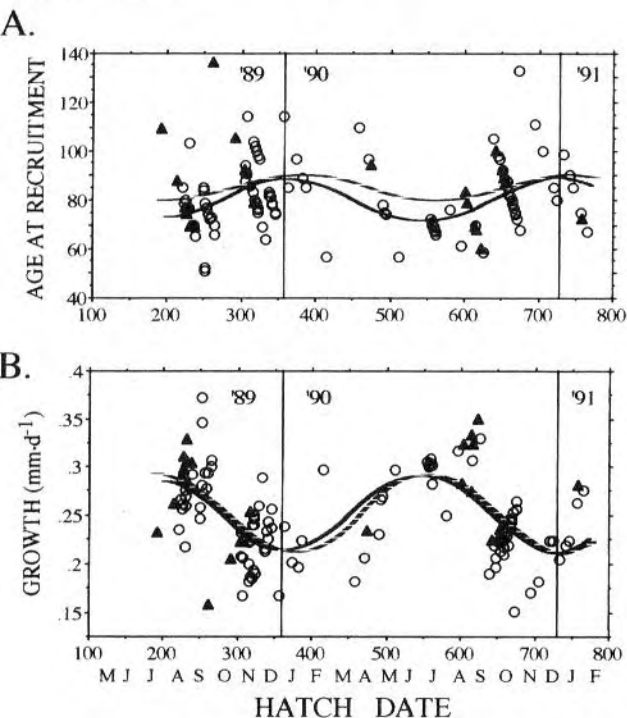 A.
AGE AT RECRUITMENT
140
120
100
80
60
40
'89 '90 '91
100 200 300 400 500 600 700 800
B.
GROWTH (mm·d-1)
.4
.35
.3
.25
.2
.15
'89 '90 '91
100 200 300 400 500 600 700 800
M J J A S O N D J F M A M J J A S O N D J F
HATCH DATE